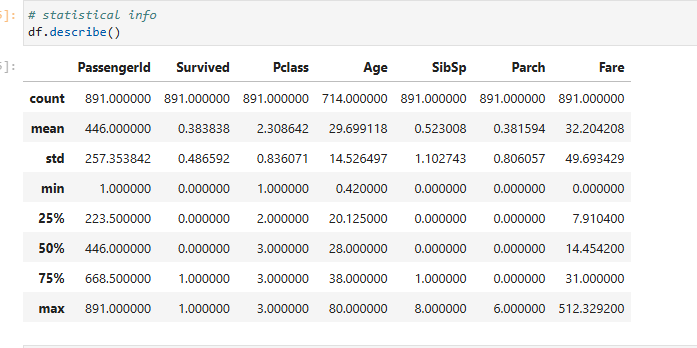 5]:
# statistical info
df.describe()
5]:
PassengerId Survived Pclass Age SibSp Parch Fare
count 891.000000 891.000000 891.000000 714.000000 891.000000 891.000000 891.000000
mean 446.000000 0.383838 2.308642 29.699118 0.523008 0.381594 32.204208
std 257.353842 0.486592 0.836071 14.526497 1.102743 0.806057 49.693429
min 1.000000 0.000000 1.000000 0.420000 0.000000 0.000000 0.000000
25% 223.500000 0.000000 2.000000 20.125000 0.000000 0.000000 7.910400
50% 446.000000 0.000000 3.000000 28.000000 0.000000 0.000000 14.454200
75% 668.500000 1.000000 3.000000 38.000000 1.000000 0.000000 31.000000
max 891.000000 1.000000 3.000000 80.000000 8.000000 6.000000 512.329200